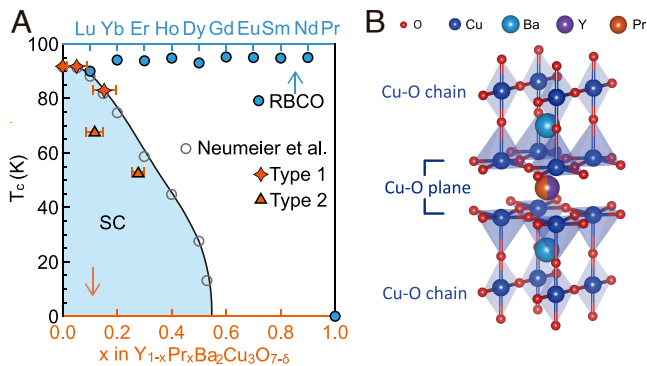 A
Lu Yb Er Ho Dy Gd Eu Sm Nd Pr
100
80
60
40
20
0
T_c (K)
RBCO
Neumeier et al.
Type 1
Type 2
SC
0.0 0.2 0.4 0.6 0.8 1.0
x in Y₁₋ₓPrₓBa₂Cu₃O₇₋δ
B
O Cu Ba Y Pr
Cu-O chain
Cu-O plane
Cu-O chain